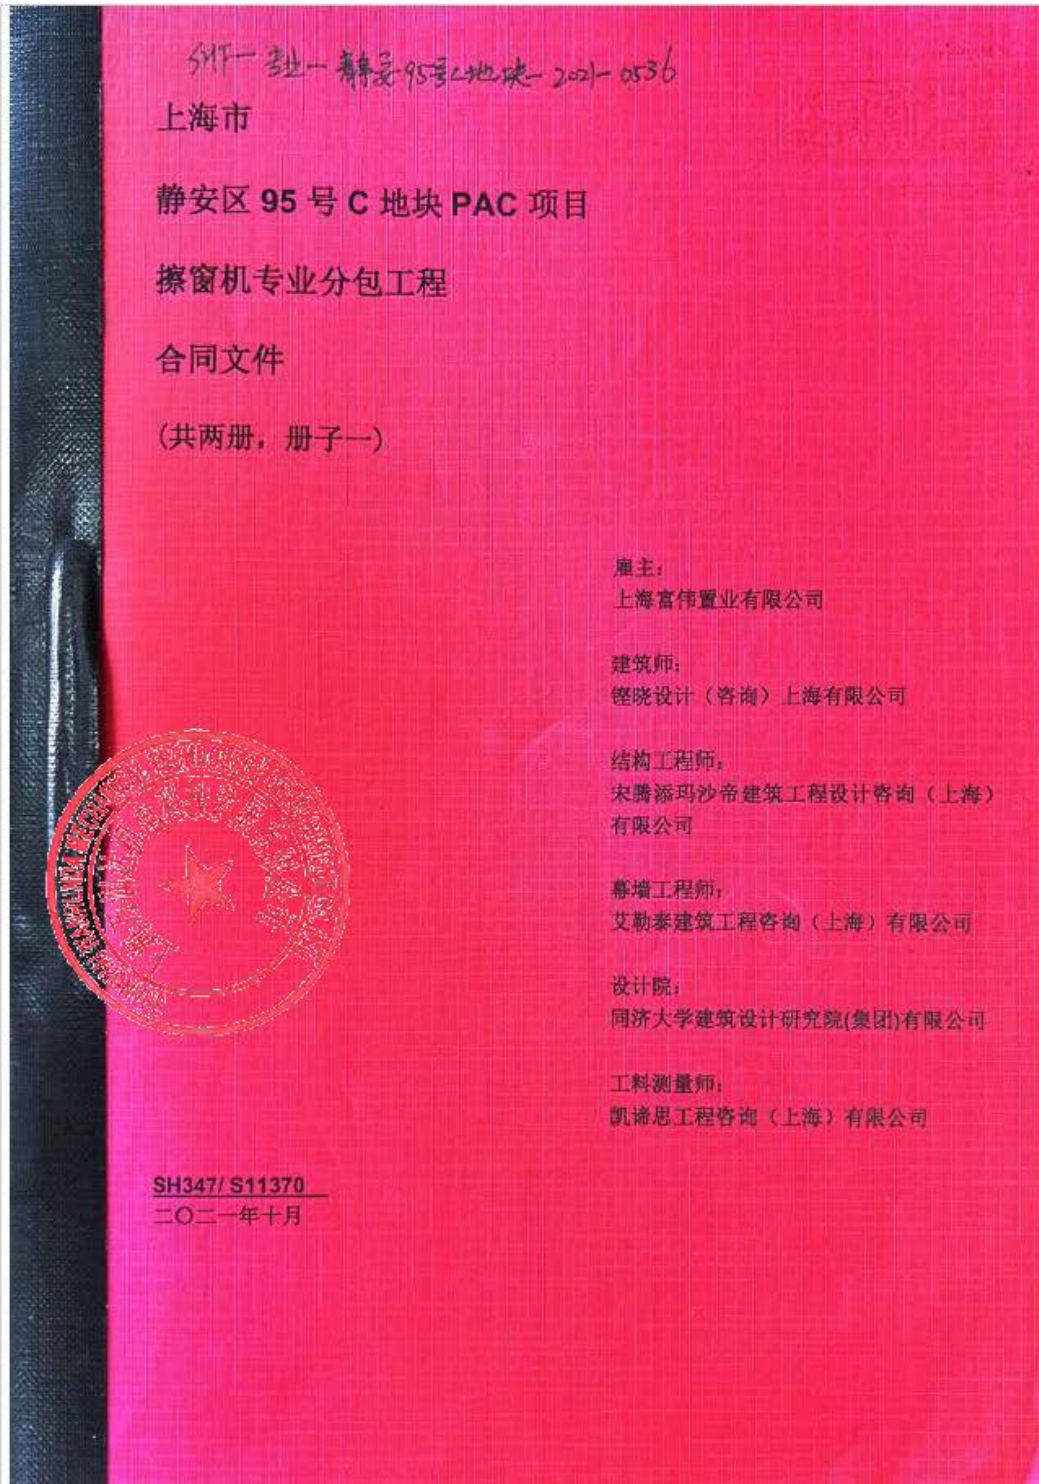 SHF-专业-静安95号C地块-2021-0536
上海市
静安区 95 号 C 地块 PAC 项目
擦窗机专业分包工程
合同文件
(共两册，册子一)
雇主：
上海富伟置业有限公司
建筑师：
铿晓设计（咨询）上海有限公司
结构工程师：
宋腾添玛沙帝建筑工程设计咨询（上海）
有限公司
幕墙工程师：
艾勒泰建筑工程咨询（上海）有限公司
设计院：
同济大学建筑设计研究院(集团)有限公司
工料测量师：
凯谛思工程咨询（上海）有限公司
SH347/ S11370
二〇二一年十月